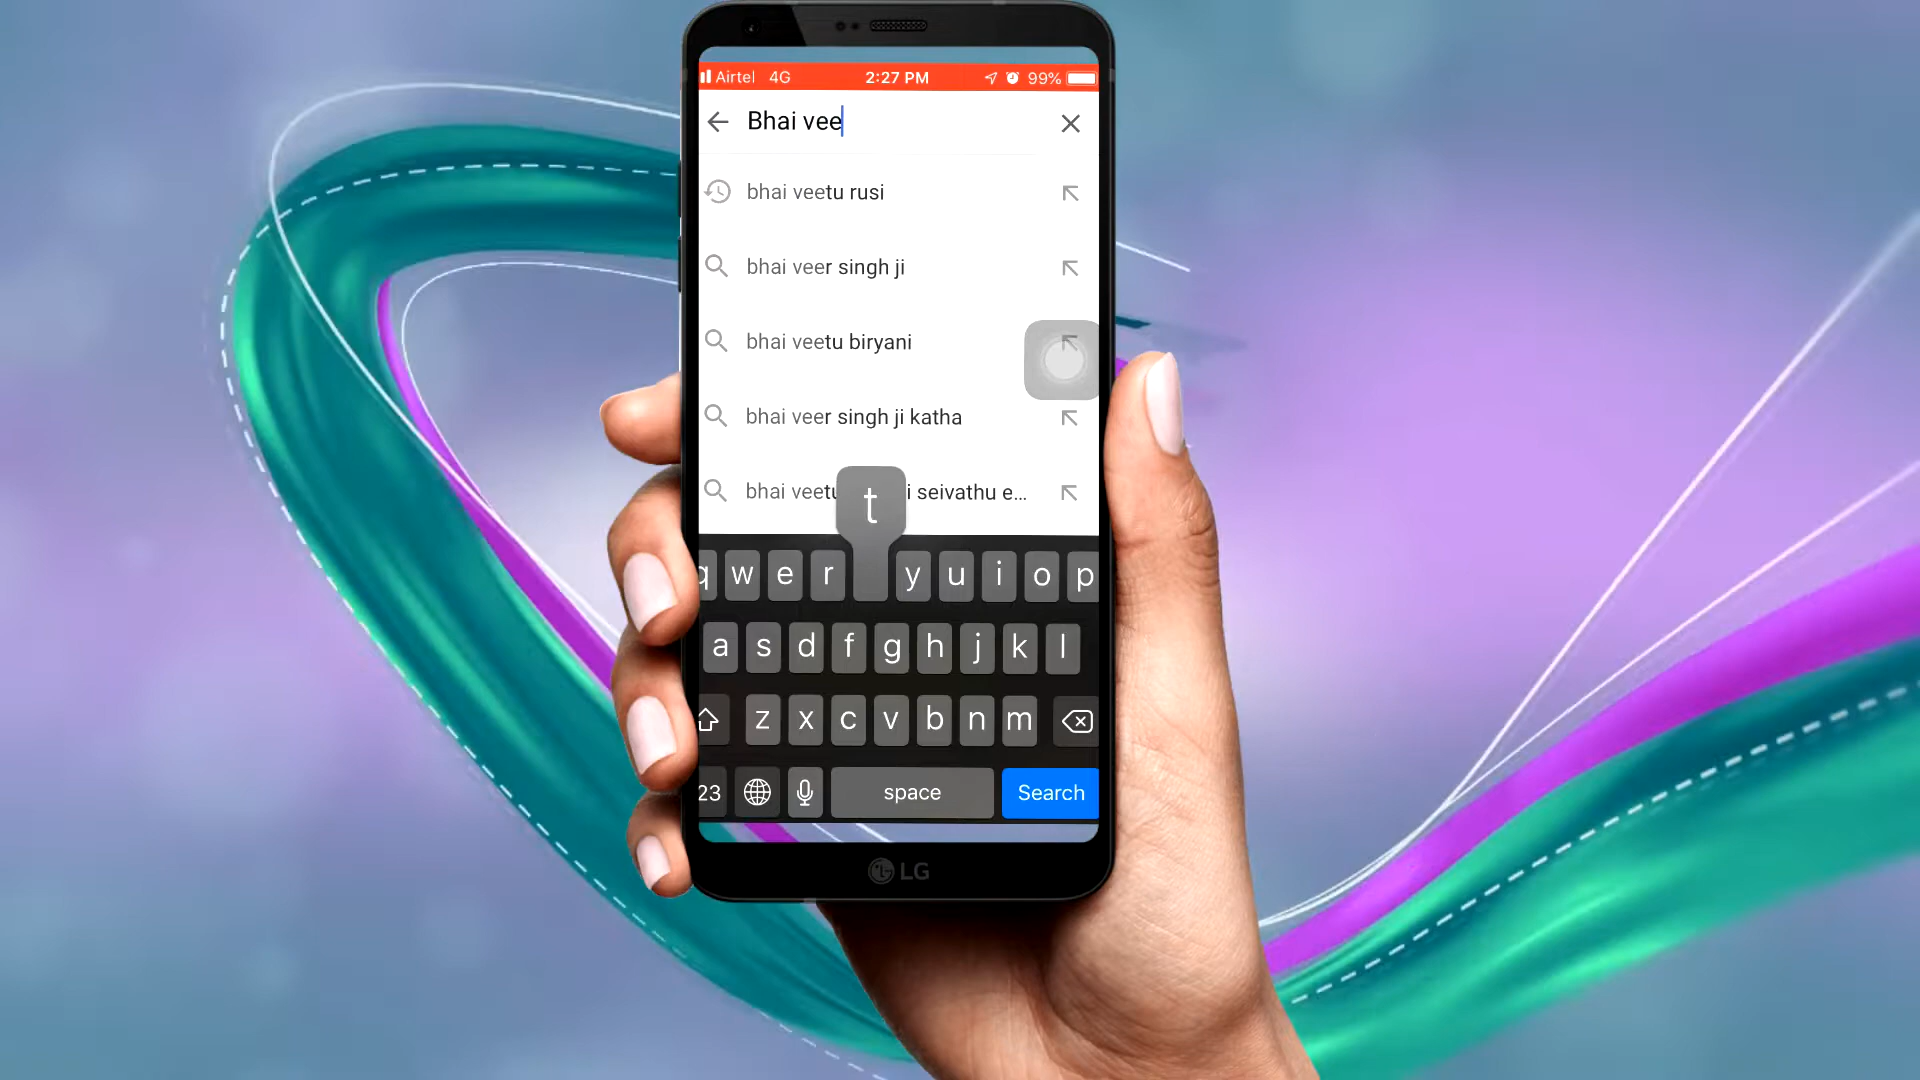 Airtel 4G 2:27 PM 99%
Bhai vee
bhai veetu rusi
bhai veer singh ji
bhai veetu biryani
bhai veer singh ji katha
bhai veetu i seivathu e...
t
q w e r y u i o p
a s d f g h j k l
z x c v b n m
23 space Search
LG